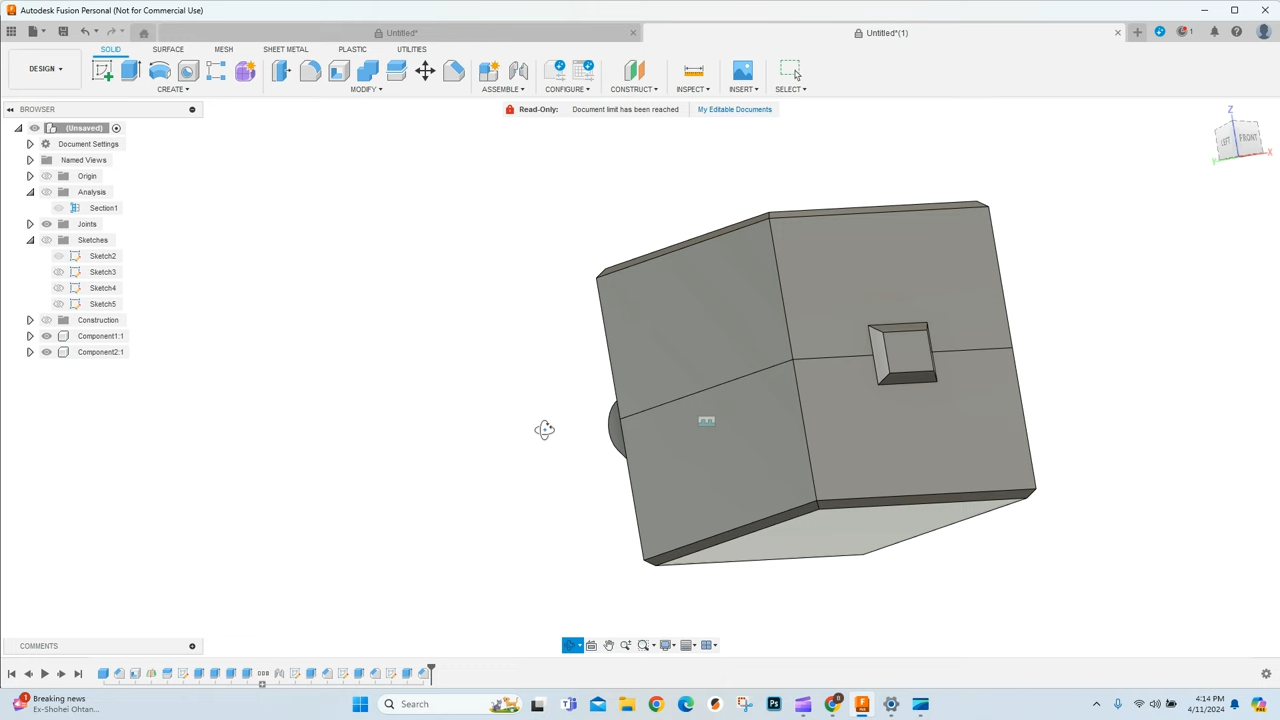 Autodesk Fusion Personal (Not for Commercial Use)
Untitled*
Untitled*(1)
1
SOLID SURFACE MESH SHEET METAL PLASTIC UTILITIES
DESIGN
CREATE MODIFY ASSEMBLE CONFIGURE CONSTRUCT INSPECT INSERT SELECT
BROWSER
Read-Only: Document limit has been reached My Editable Documents
(Unsaved)
Document Settings
Named Views
Origin
Analysis
Section1
Joints
Sketches
Sketch2
Sketch3
Sketch4
Sketch5
Construction
Component1:1
Component2:1
Z
LEFT FRONT
X
Y
COMMENTS
Breaking news
Ex-Shohei Ohtan...
Search
4:14 PM
4/11/2024